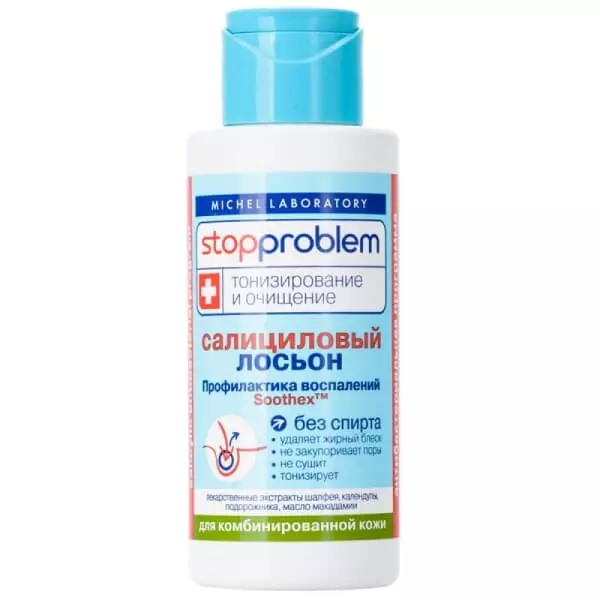 MICHEL LABORATORY
stopproblem
тонизирование
и очищение
салициловый
лосьон
Профилактика воспалений
Soothex™
без спирта
• удаляет жирный блеск
• не закупоривает поры
• не сушит
• тонизирует
лекарственные экстракты шалфея, календулы,
подорожника, масло макадамии
для комбинированной кожи